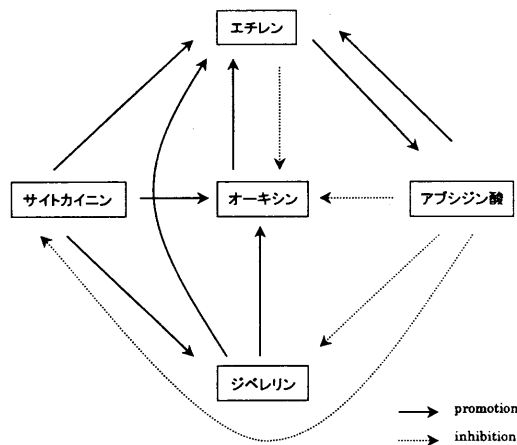 エチレン
サイトカイニン
オーキシン
アブシジン酸
ジベレリン
promotion
inhibition